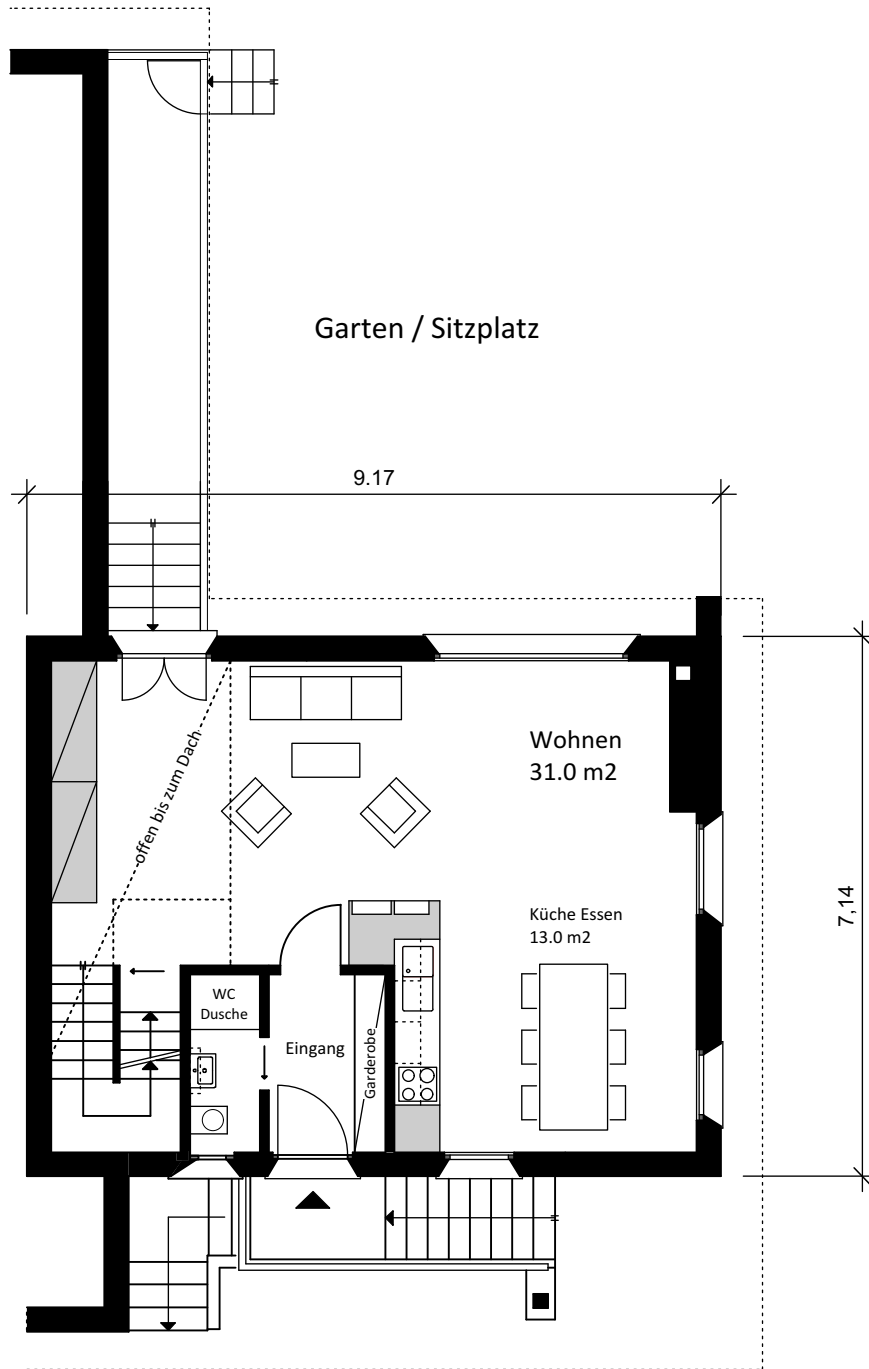 Garten / Sitzplatz
9.17
offen bis zum Dach
Wohnen
31.0 m2
7,14
Küche Essen
13.0 m2
WC
Dusche
Eingang
Garderobe